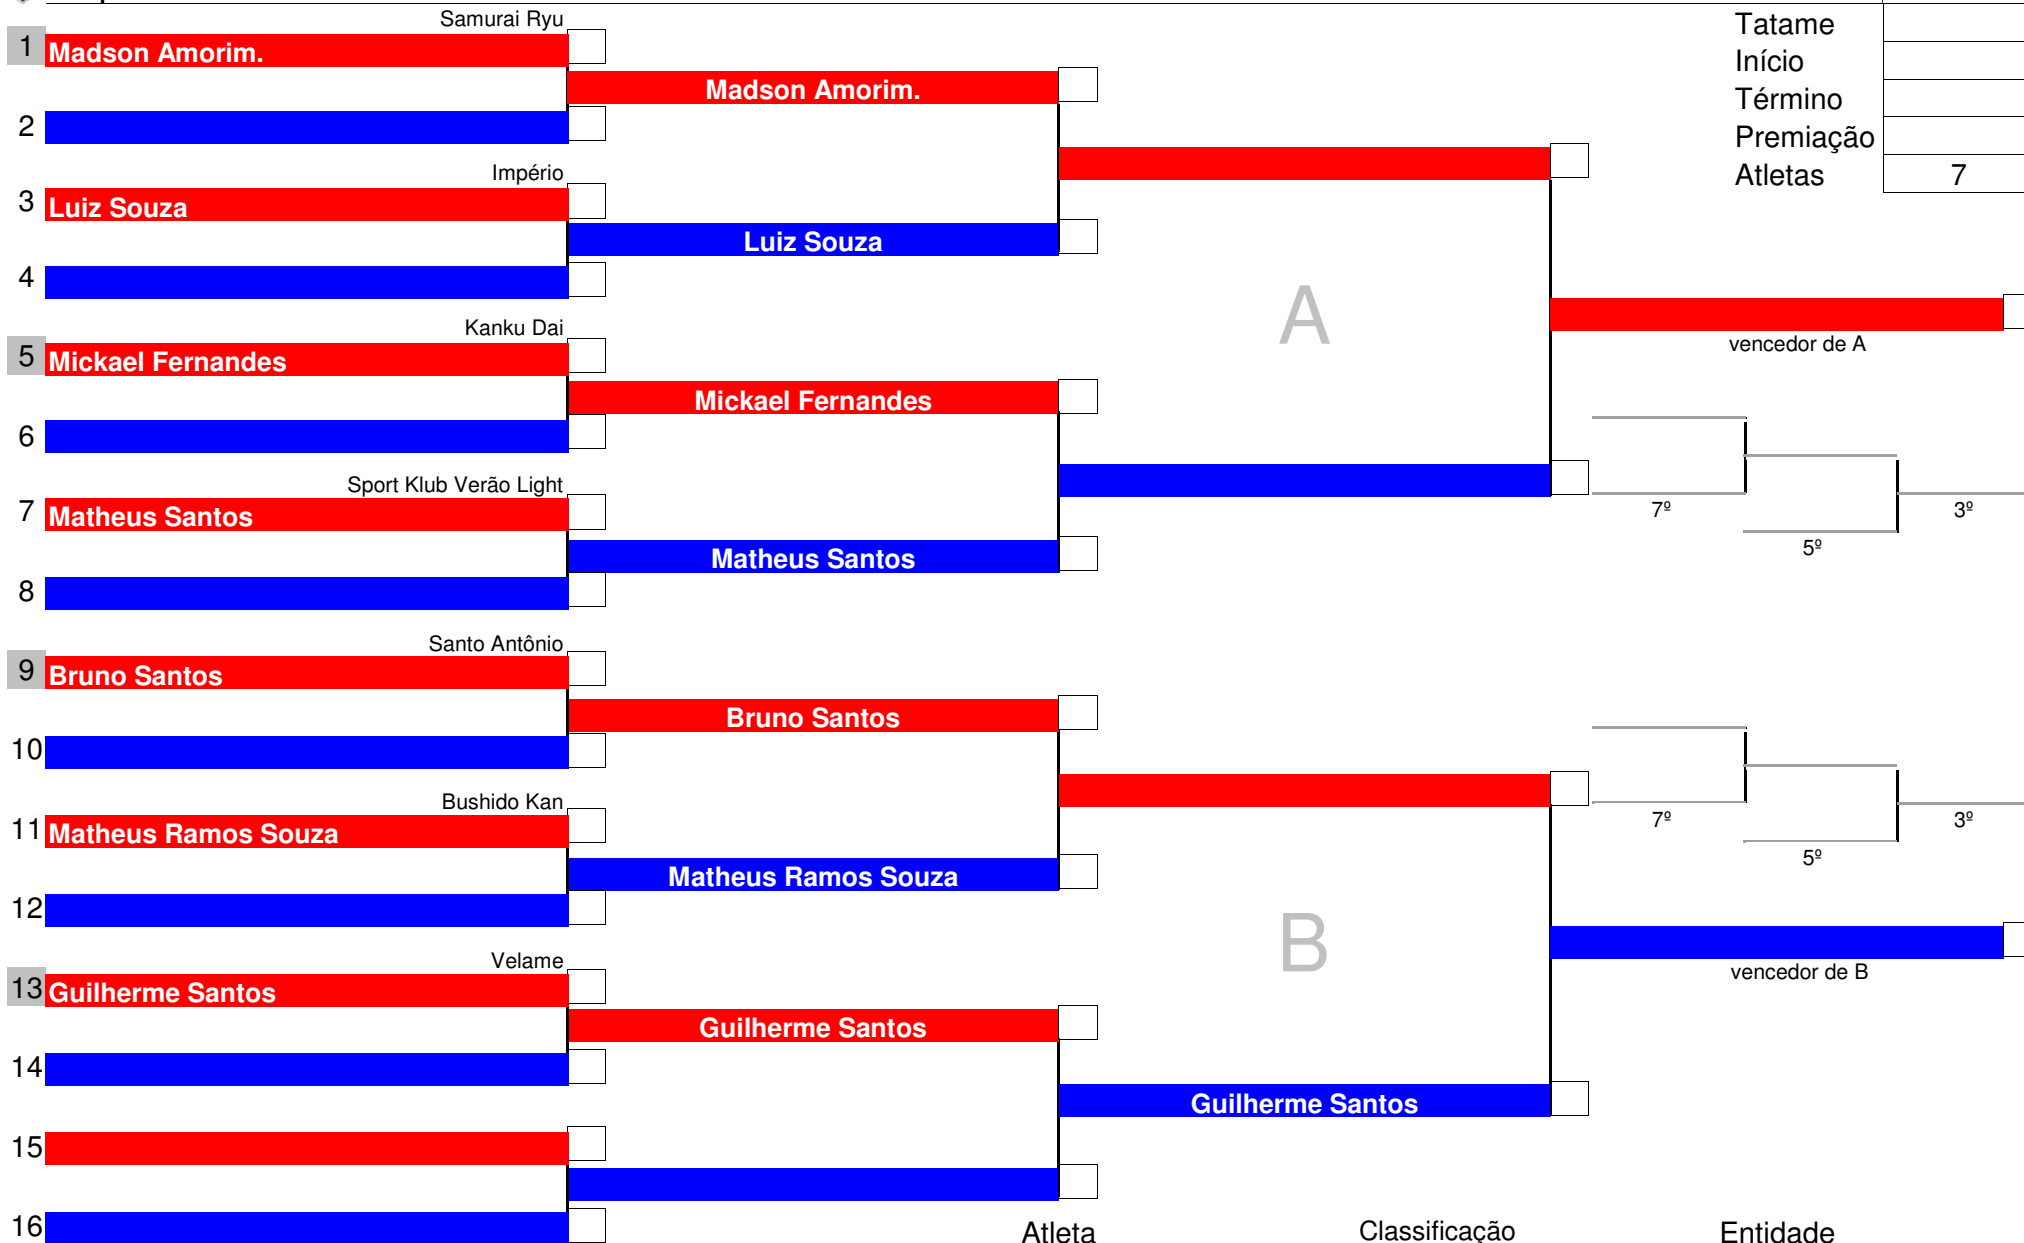 Samurai Ryu
Tatame
1 Madson Amorim.
Início
Madson Amorim.
Término
2
Premiação
Império
Atletas 7
3 Luiz Souza
Luiz Souza
4
A
Kanku Dai
vencedor de A
5 Mickael Fernandes
Mickael Fernandes
6
Sport Klub Verão Light
7º 3º
7 Matheus Santos
5º
Matheus Santos
8
Santo Antônio
9 Bruno Santos
Bruno Santos
10
Bushido Kan
7º 3º
11 Matheus Ramos Souza
5º
Matheus Ramos Souza
12
B
Velame
vencedor de B
13 Guilherme Santos
Guilherme Santos
14
Guilherme Santos
15
16
Atleta Classificação Entidade